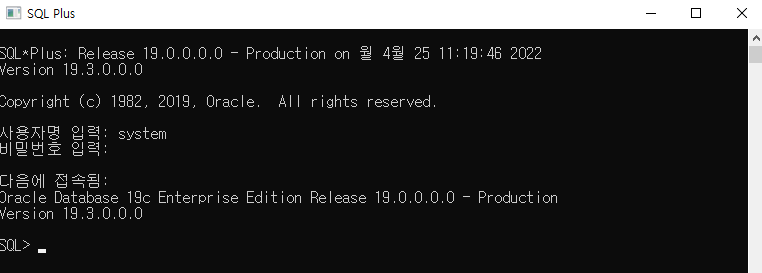 SQL Plus
SQL*Plus: Release 19.0.0.0.0 - Production on 월 4월 25 11:19:46 2022
Version 19.3.0.0.0
Copyright (c) 1982, 2019, Oracle.  All rights reserved.
사용자명 입력: system
비밀번호 입력:
다음에 접속됨:
Oracle Database 19c Enterprise Edition Release 19.0.0.0.0 - Production
Version 19.3.0.0.0
SQL>